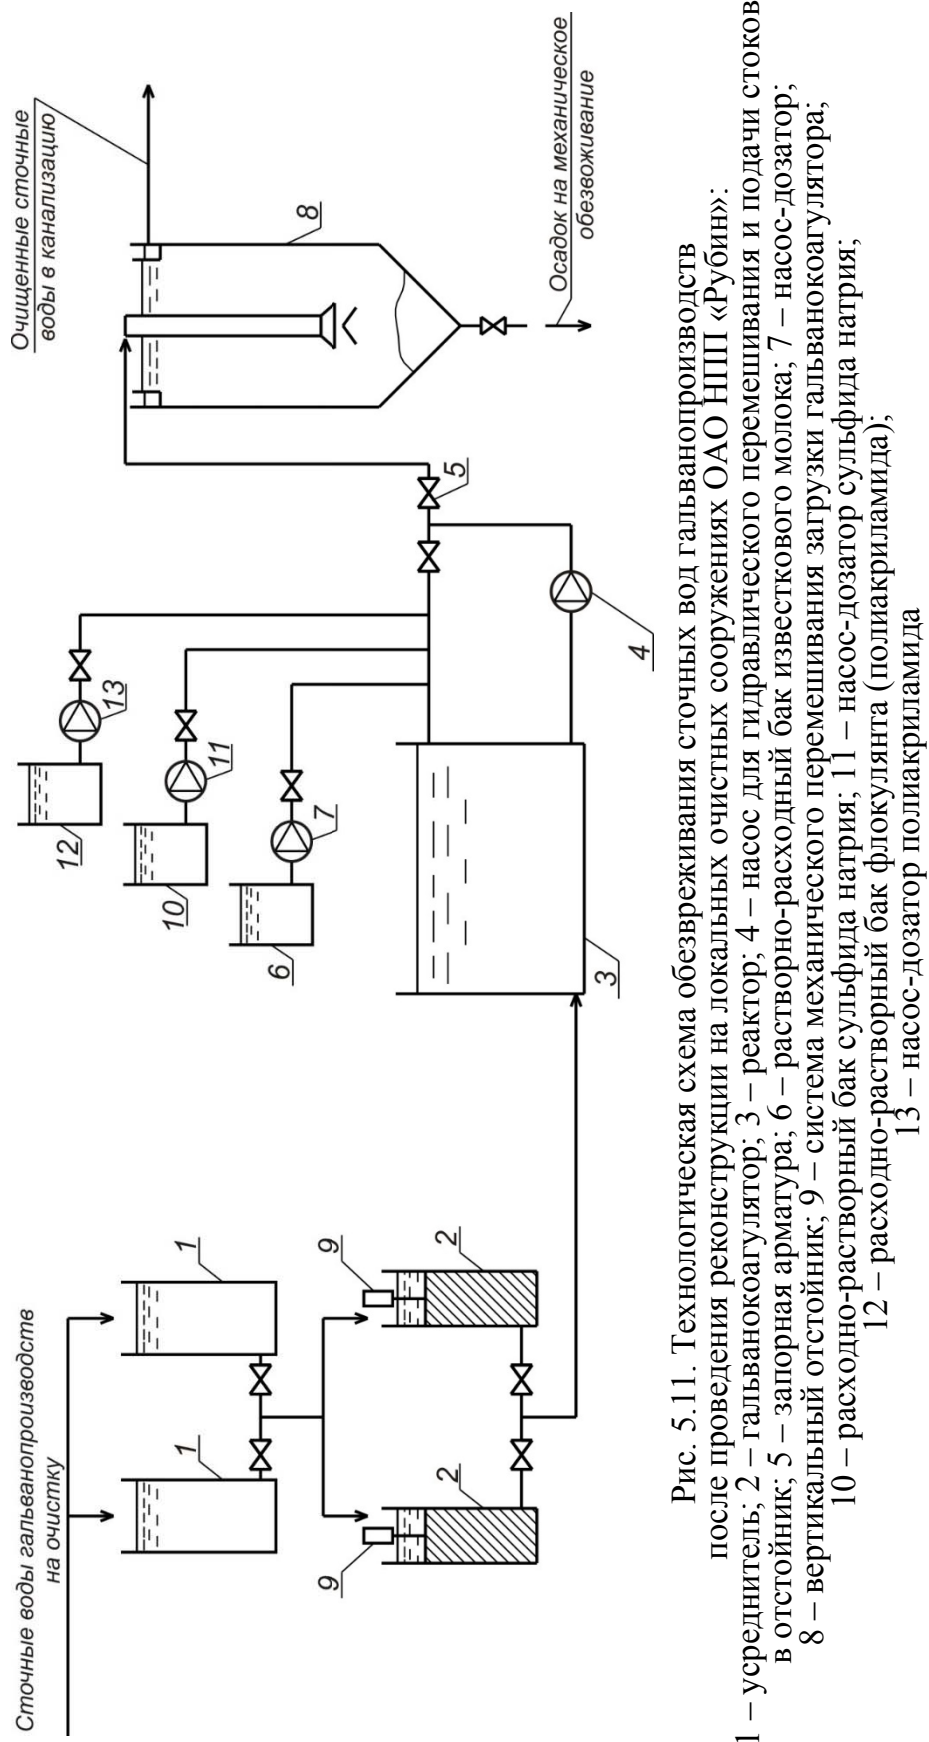 Сточные воды гальванопроизводств
на очистку
1
1
9
9
2
2
3
6
7
10
11
12
13
4
5
8
Очищенные сточные
воды в канализацию
Осадок на механическое
обезвоживание
Рис. 5.11. Технологическая схема обезвреживания сточных вод гальванопроизводств
после проведения реконструкции на локальных очистных сооружениях ОАО НПП «Рубин»:
1 – усреднитель; 2 – гальванокоагулятор; 3 – реактор; 4 – насос для гидравлического перемешивания и подачи стоков
в отстойник; 5 – запорная арматура; 6 – растворно-расходный бак известкового молока; 7 – насос-дозатор;
8 – вертикальный отстойник; 9 – система механического перемешивания загрузки гальванокоагулятора;
10 – расходно-растворный бак сульфида натрия; 11 – насос-дозатор сульфида натрия;
12 – расходно-растворный бак флокулянта (полиакриламида);
13 – насос-дозатор полиакриламида